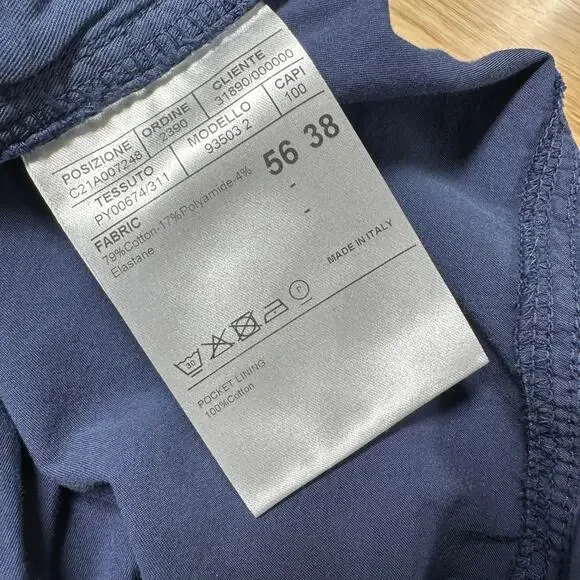 POSIZIONE ORDINE CLIENTE
C21A007248 2390 31890/000000
TESSUTO MODELLO CAPI
PY00674/311 93503 2 100
FABRIC
79%Cotton-17%Polyamide-4%
Elastane
56 38
-
-
MADE IN ITALY
30
POCKET LINING
100%Cotton